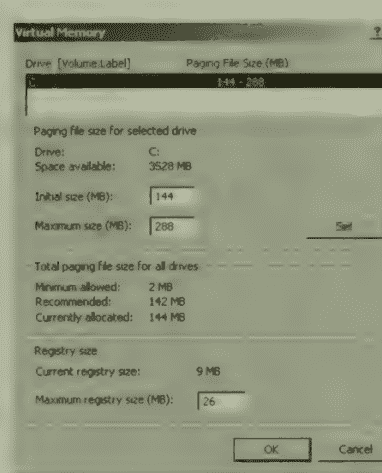 Virtual Memory ?
Drive [Volume Label] Paging File Size (MB)
C: 144 - 288
Paging file size for selected drive
Drive: C:
Space available: 3528 MB
Initial size (MB): 144
Maximum size (MB): 288
Set
Total paging file size for all drives
Minimum allowed: 2 MB
Recommended: 142 MB
Currently allocated: 144 MB
Registry size
Current registry size: 9 MB
Maximum registry size (MB): 26
OK Cancel